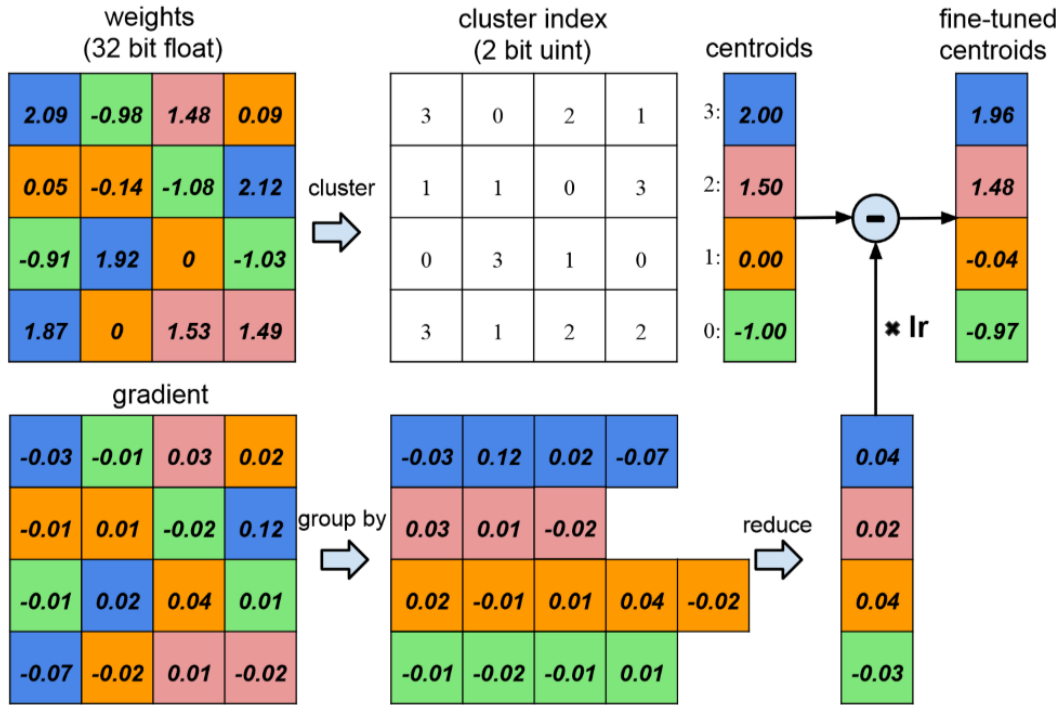 weights
(32 bit float)
cluster index
(2 bit uint)
centroids
fine-tuned
centroids
2.09 -0.98 1.48 0.09
3 0 2 1
3: 2.00
1.96
0.05 -0.14 -1.08 2.12
cluster
1 1 0 3
2: 1.50
1.48
-
-0.91 1.92 0 -1.03
0 3 1 0
1: 0.00
-0.04
1.87 0 1.53 1.49
3 1 2 2
0: -1.00
× lr
-0.97
gradient
-0.03 -0.01 0.03 0.02
-0.03 0.12 0.02 -0.07
0.04
-0.01 0.01 -0.02 0.12
group by
0.03 0.01 -0.02
reduce
0.02
-0.01 0.02 0.04 0.01
0.02 -0.01 0.01 0.04 -0.02
0.04
-0.07 -0.02 0.01 -0.02
-0.01 -0.02 -0.01 0.01
-0.03